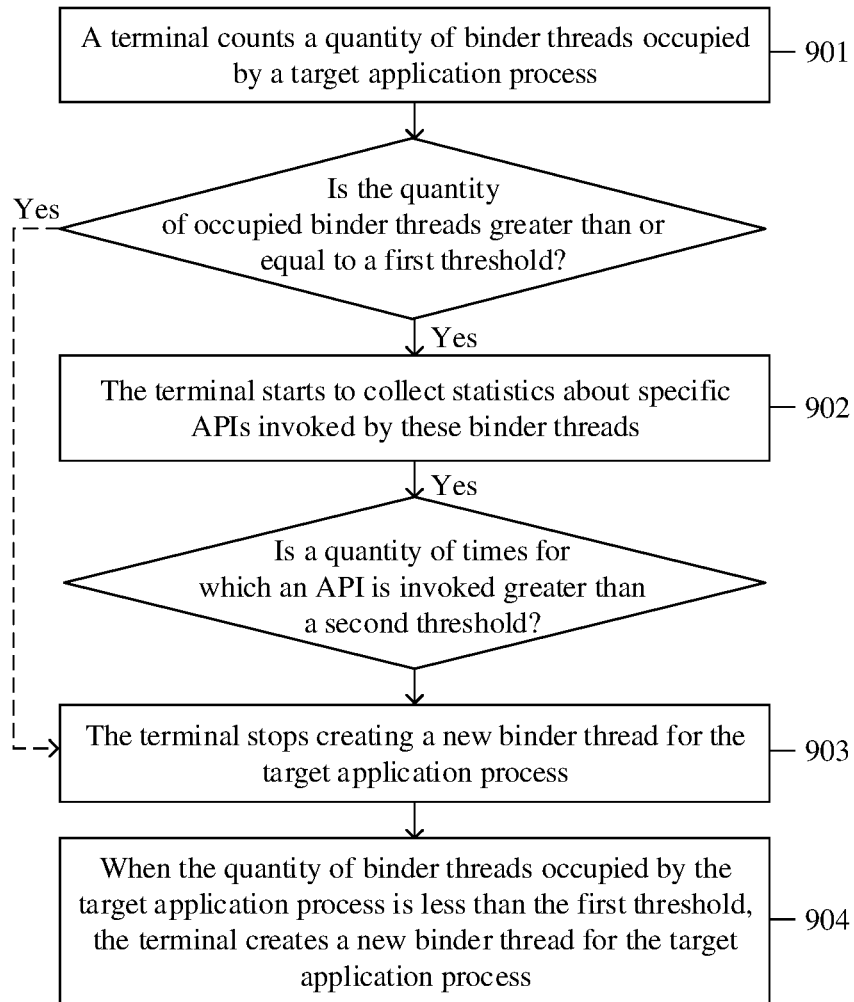 A terminal counts a quantity of binder threads occupied
by a target application process
901
Is the quantity
of occupied binder threads greater than or
equal to a first threshold?
Yes
Yes
The terminal starts to collect statistics about specific
APIs invoked by these binder threads
902
Yes
Is a quantity of times for
which an API is invoked greater than
a second threshold?
The terminal stops creating a new binder thread for the
target application process
903
When the quantity of binder threads occupied by the
target application process is less than the first threshold,
the terminal creates a new binder thread for the target
application process
904